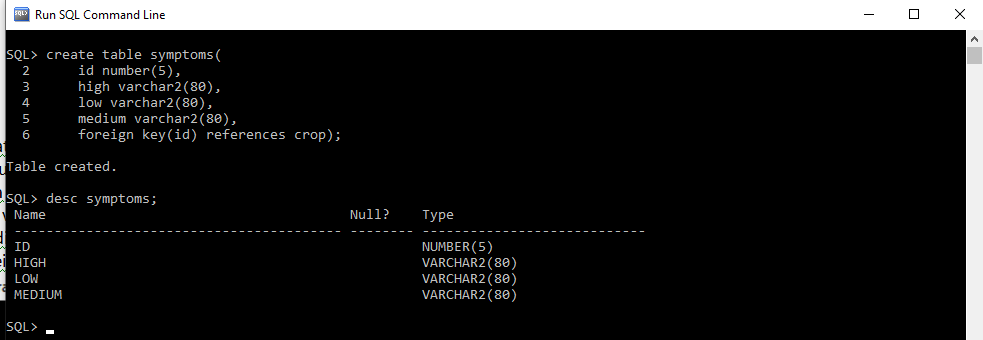 Run SQL Command Line
SQL> create table symptoms(
  2      id number(5),
  3      high varchar2(80),
  4      low varchar2(80),
  5      medium varchar2(80),
  6      foreign key(id) references crop);
Table created.
SQL> desc symptoms;
 Name                                      Null?    Type
 ----------------------------------------- -------- ----------------------------
 ID                                                 NUMBER(5)
 HIGH                                               VARCHAR2(80)
 LOW                                                VARCHAR2(80)
 MEDIUM                                             VARCHAR2(80)
SQL>